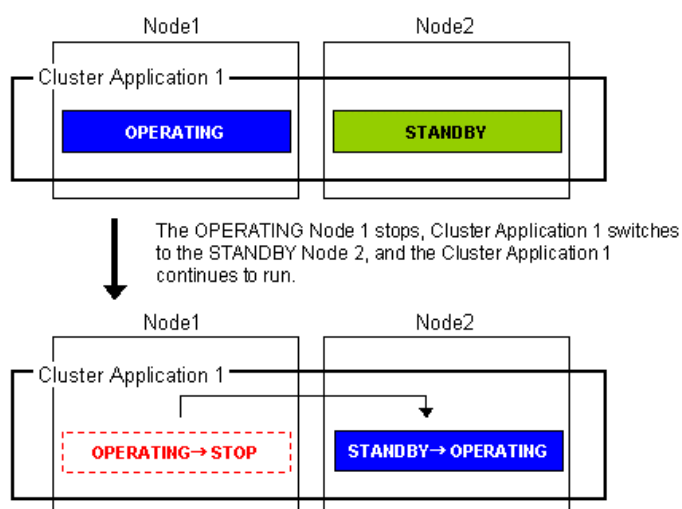 Node1 Node2
Cluster Application 1
OPERATING STANDBY
The OPERATING Node 1 stops, Cluster Application 1 switches
to the STANDBY Node 2, and the Cluster Application 1
continues to run.
Node1 Node2
Cluster Application 1
OPERATING→STOP STANDBY→OPERATING